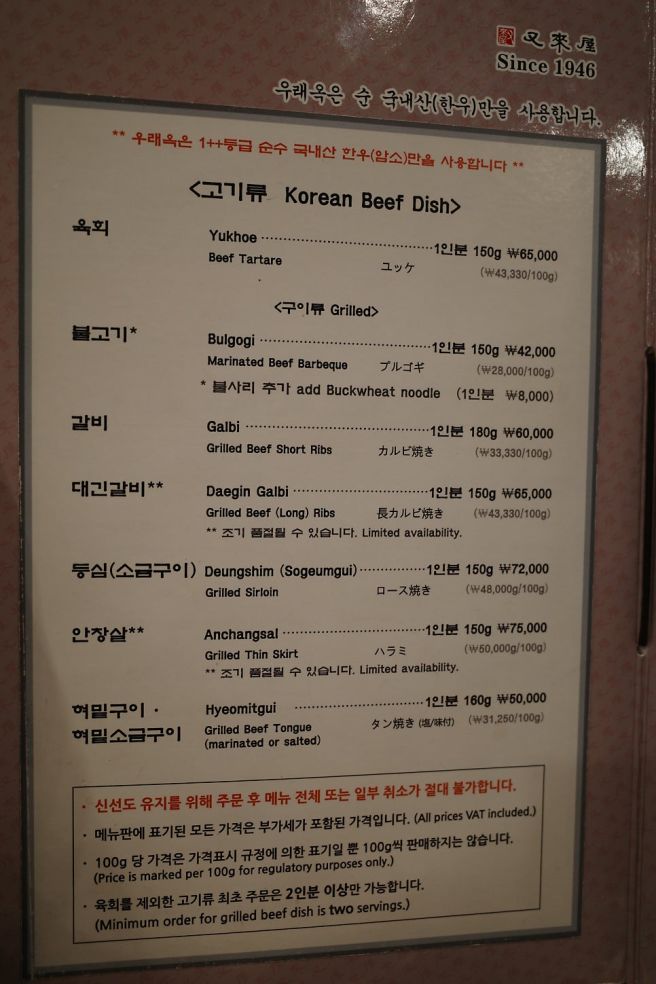 又來屋
Since 1946
우래옥은 순 국내산(한우)만을 사용합니다.
** 우래옥은 1++등급 순수 국내산 한우(암소)만을 사용합니다 **
<고기류 Korean Beef Dish>
육회 Yukhoe 1인분 150g ₩65,000
Beef Tartare ユッケ (₩43,330/100g)
<구이류 Grilled>
불고기* Bulgogi 1인분 150g ₩42,000
Marinated Beef Barbeque プルゴギ (₩28,000/100g)
* 불사리 추가 add Buckwheat noodle (1인분 ₩8,000)
갈비 Galbi 1인분 180g ₩60,000
Grilled Beef Short Ribs カルビ焼き (₩33,330/100g)
대긴갈비** Daegin Galbi 1인분 150g ₩65,000
Grilled Beef (Long) Ribs 長カルビ焼き (₩43,330/100g)
** 조기 품절될 수 있습니다. Limited availability.
등심(소금구이) Deungshim (Sogeumgui) 1인분 150g ₩72,000
Grilled Sirloin ロース焼き (₩48,000g/100g)
안창살** Anchangsal 1인분 150g ₩75,000
Grilled Thin Skirt ハラミ (₩50,000g/100g)
** 조기 품절될 수 있습니다. Limited availability.
혀밑구이 · Hyeomitgui 1인분 160g ₩50,000
혀밑소금구이 Grilled Beef Tongue タン焼き (塩/味付) (₩31,250/100g)
(marinated or salted)
· 신선도 유지를 위해 주문 후 메뉴 전체 또는 일부 취소가 절대 불가합니다.
· 메뉴판에 표기된 모든 가격은 부가세가 포함된 가격입니다. (All prices VAT included.)
· 100g 당 가격은 가격표시 규정에 의한 표기일 뿐 100g씩 판매하지는 않습니다.
(Price is marked per 100g for regulatory purposes only.)
· 육회를 제외한 고기류 최초 주문은 2인분 이상만 가능합니다.
(Minimum order for grilled beef dish is two servings.)